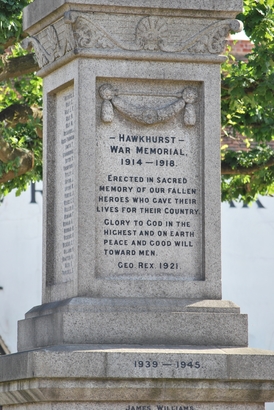 – HAWKHURST –
WAR MEMORIAL,
1914 — 1918.
ERECTED IN SACRED
MEMORY OF OUR FALLEN
HEROES WHO GAVE THEIR
LIVES FOR THEIR COUNTRY.
GLORY TO GOD IN THE
HIGHEST AND ON EARTH
PEACE AND GOOD WILL
TOWARD MEN.
GEO. REX. 1921.
1939 — 1945.
JAMES WILLIAMS.